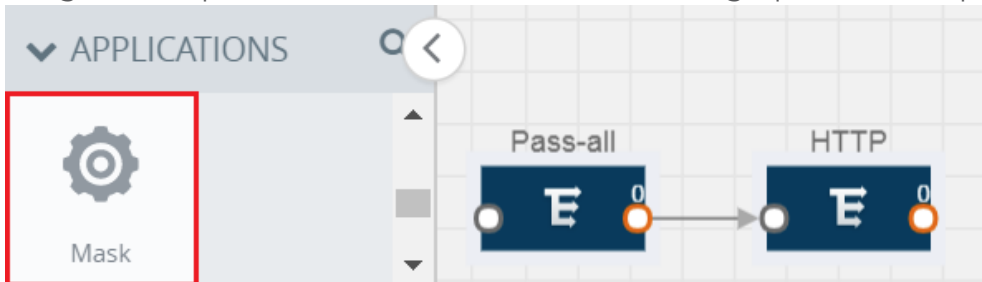 APPLICATIONS
Pass-all
HTTP
0
0
Mask